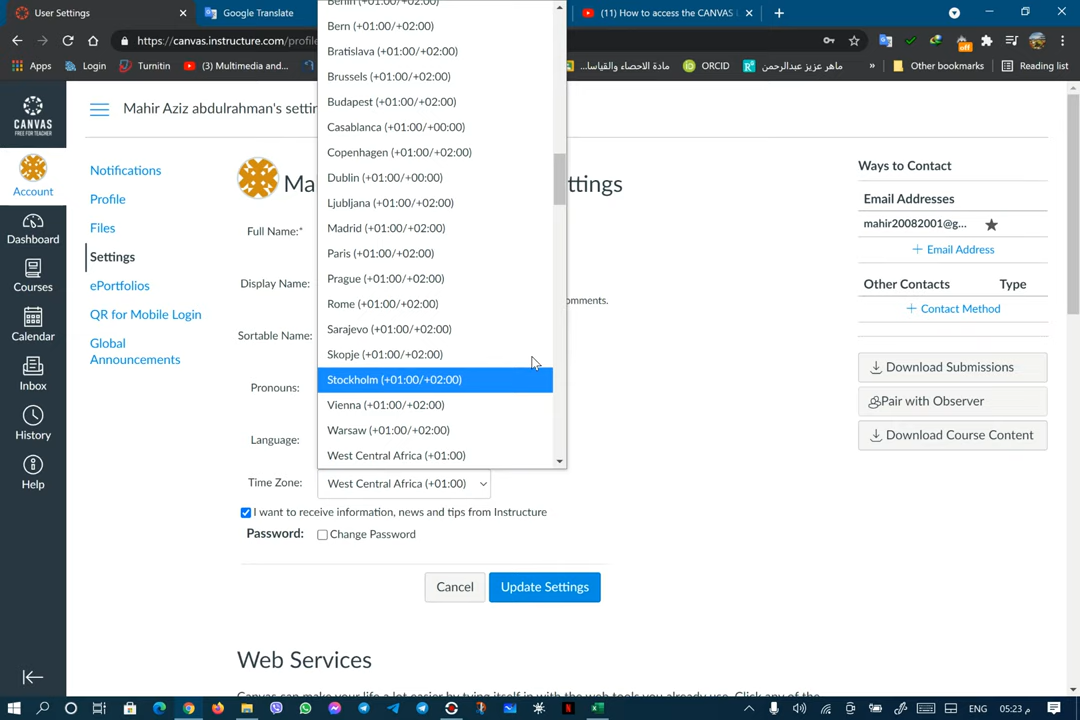 User Settings
Google Translate
(11) How to access the CANVAS
https://canvas.instructure.com/profile
Apps
Login
Turnitin
(3) Multimedia and...
مادة الاحصاء والقياسا...
ORCID
ماهر عزيز عبدالرحمن...
»
Other bookmarks
Reading list
CANVAS
FREE FOR TEACHER
Account
Dashboard
Courses
Calendar
Inbox
History
Help
Mahir Aziz abdulrahman's settin
Notifications
Profile
Files
Settings
ePortfolios
QR for Mobile Login
Global
Announcements
Ma
ettings
Full Name:*
Display Name:
omments.
Sortable Name:
Pronouns:
Language:
Time Zone:
Berlin (+01:00/+02:00)
Bern (+01:00/+02:00)
Bratislava (+01:00/+02:00)
Brussels (+01:00/+02:00)
Budapest (+01:00/+02:00)
Casablanca (+01:00/+00:00)
Copenhagen (+01:00/+02:00)
Dublin (+01:00/+00:00)
Ljubljana (+01:00/+02:00)
Madrid (+01:00/+02:00)
Paris (+01:00/+02:00)
Prague (+01:00/+02:00)
Rome (+01:00/+02:00)
Sarajevo (+01:00/+02:00)
Skopje (+01:00/+02:00)
Stockholm (+01:00/+02:00)
Vienna (+01:00/+02:00)
Warsaw (+01:00/+02:00)
West Central Africa (+01:00)
West Central Africa (+01:00)
I want to receive information, news and tips from Instructure
Password:
Change Password
Cancel
Update Settings
Web Services
Canvas can make your life a lot easier by tying itself in with the web tools you already use. Click any of the
Ways to Contact
Email Addresses
mahir20082001@g...
+ Email Address
Other Contacts
Type
+ Contact Method
Download Submissions
Pair with Observer
Download Course Content
ENG
05:23 م